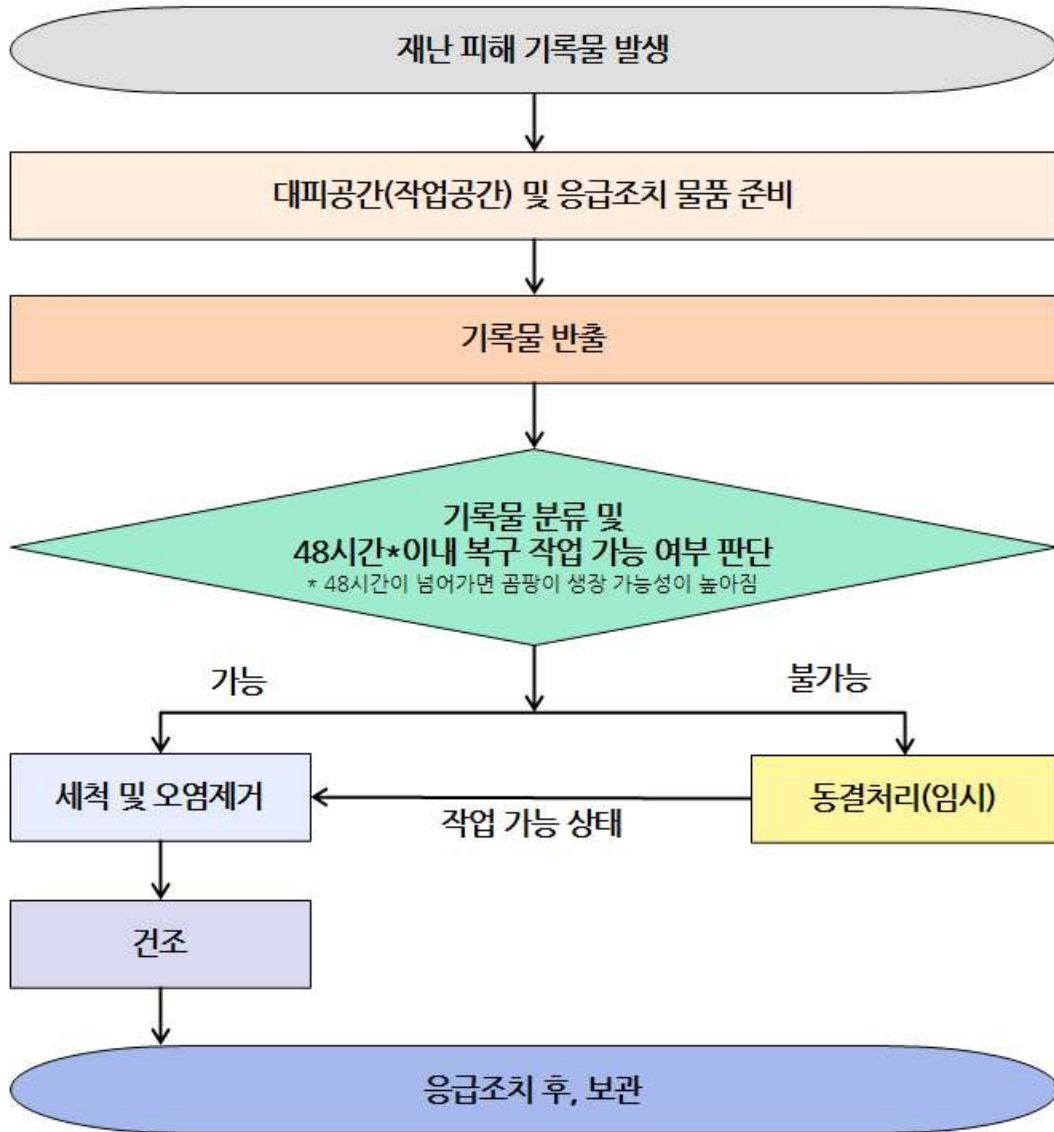 재난 피해 기록물 발생
대피공간(작업공간) 및 응급조치 물품 준비
기록물 반출
기록물 분류 및
48시간*이내 복구 작업 가능 여부 판단
* 48시간이 넘어가면 곰팡이 생장 가능성이 높아짐
가능
불가능
세척 및 오염제거
작업 가능 상태
동결처리(임시)
건조
응급조치 후, 보관